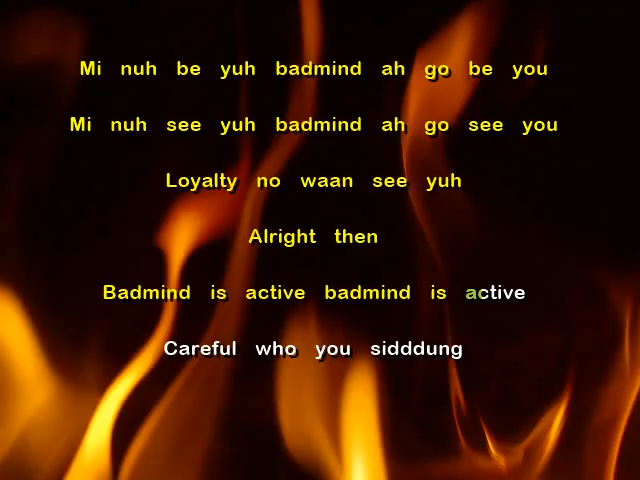 Mi nuh be yuh badmind ah go be you
Mi nuh see yuh badmind ah go see you
Loyalty no waan see yuh
Alright then
Badmind is active badmind is active
Careful who you sidddung